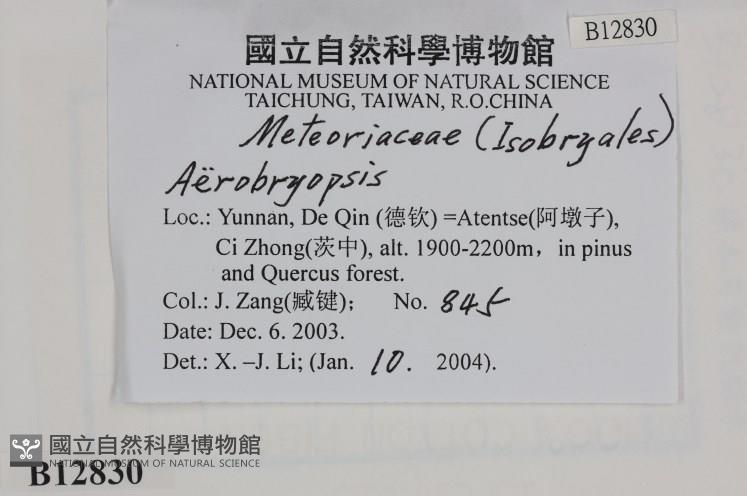 B12830
國立自然科學博物館
NATIONAL MUSEUM OF NATURAL SCIENCE
TAICHUNG, TAIWAN, R.O.CHINA
Meteoriaceae (Isobryales)
Aërobryopsis
Loc.: Yunnan, De Qin (德钦) =Atentse(阿墩子),
Ci Zhong(茨中), alt. 1900-2200m，in pinus
and Quercus forest.
Col.: J. Zang(臧键); No. 845
Date: Dec. 6. 2003.
Det.: X. –J. Li; (Jan. 10. 2004).
國立自然科學博物館
NATIONAL MUSEUM OF NATURAL SCIENCE
B12830